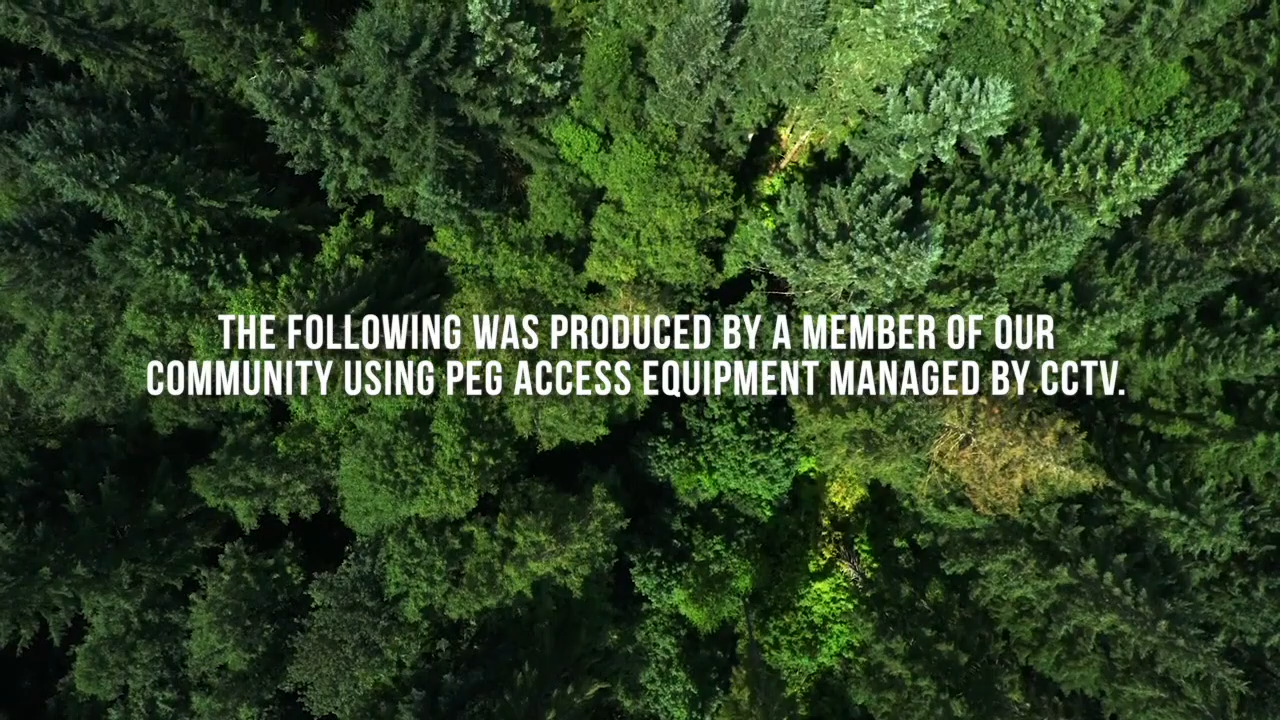 THE FOLLOWING WAS PRODUCED BY A MEMBER OF OUR
COMMUNITY USING PEG ACCESS EQUIPMENT MANAGED BY CCTV.